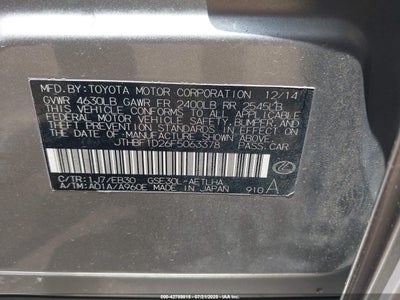 MFD.BY:TOYOTA MOTOR CORPORATION 12/14
GVWR 4630LB GAWR FR 2400LB RR 2545LB
THIS VEHICLE CONFORMS TO ALL APPLICABLE
FEDERAL MOTOR VEHICLE SAFETY, BUMPER, AND
THEFT PREVENTION STANDARDS IN EFFECT ON
THE DATE OF MANUFACTURE SHOWN ABOVE.
JTHBF1D26F5063378 PASS.CAR
C/TR:1J7/EB30 GSE30L-AETLHA
A/TM:A01A/A960E MADE IN JAPAN 910 A